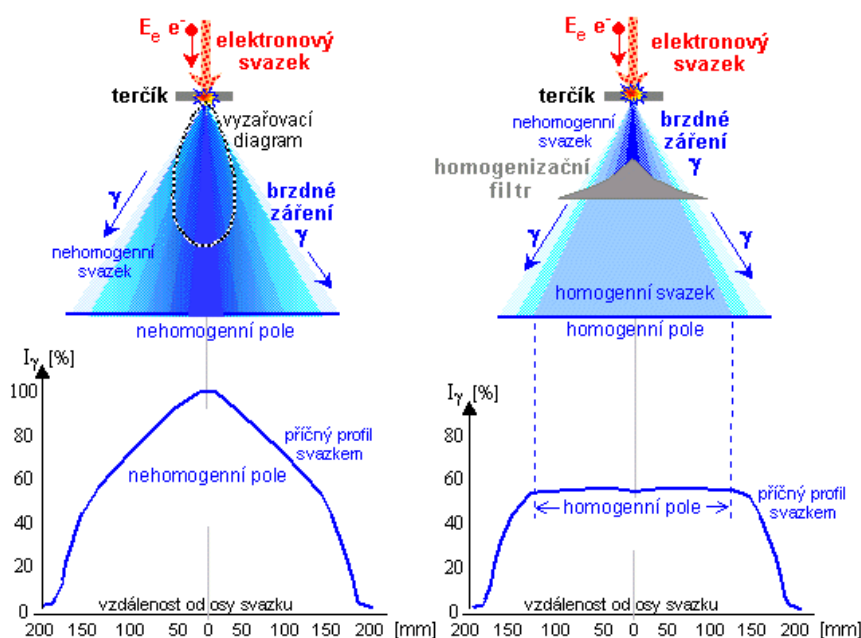 E e e-
elektronový
svazek
terčík
vyzařovací
diagram
γ
brzdné
záření
γ
nehomogenní
svazek
nehomogenní pole
Iγ [%]
100
80
60
40
20
0
příčný profil
svazkem
nehomogenní pole
vzdálenost od osy svazku
200 150 100 50 0 50 100 150 200 [mm]
E e e-
elektronový
svazek
terčík
nehomogenní
svazek
brzdné
záření
γ
homogenizační
filtr
γ
γ
homogenní svazek
homogenní pole
Iγ [%]
80
60
40
20
0
homogenní pole
příčný profil
svazkem
vzdálenost od osy svazku
200 150 100 50 0 50 100 150 200 [mm]